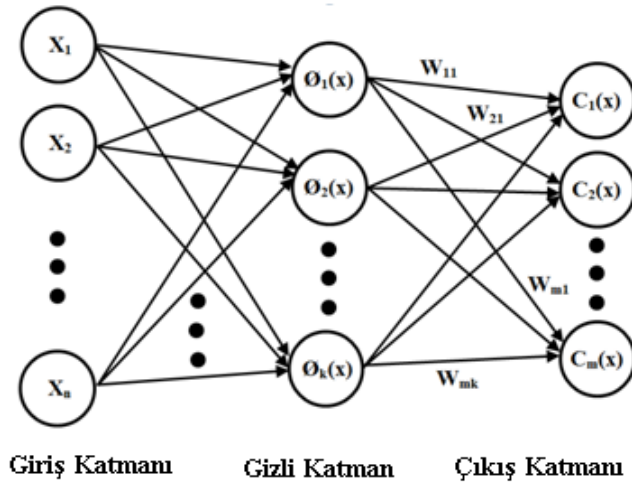 X1
Ø1(x)
W11
C1(x)
X2
W21
Ø2(x)
C2(x)
Wm1
Xn
Øk(x)
Wmk
Cm(x)
Giriş Katmanı
Gizli Katman
Çıkış Katmanı